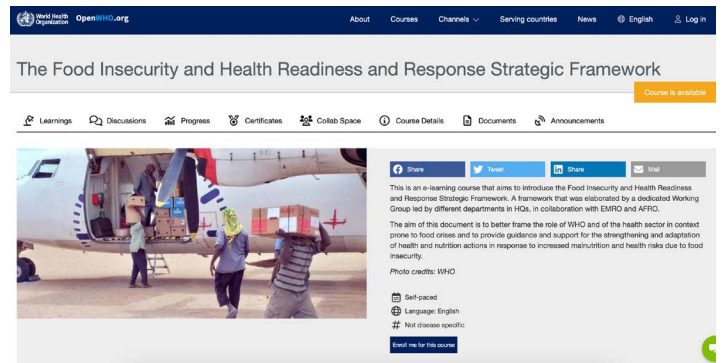 World Health Organization OpenWHO.org About Courses Channels Serving countries News English Log in
The Food Insecurity and Health Readiness and Response Strategic Framework
Course is available
Learnings Discussions Progress Certificates Collab Space Course Details Documents Announcements
Share Tweet Share Mail
This is an e-learning course that aims to introduce the Food Insecurity and Health Readiness
and Response Strategic Framework. A framework that was elaborated by a dedicated Working
Group led by different departments in HQs, in collaboration with EMRO and AFRO.
The aim of this document is to better frame the role of WHO and of the health sector in context
prone to food crises and to provide guidance and support for the strengthening and adaptation
of health and nutrition actions in response to increased malnutrition and health risks due to food
insecurity.
Photo credits: WHO
Self-paced
Language: English
# Not disease specific
Enroll me for this course